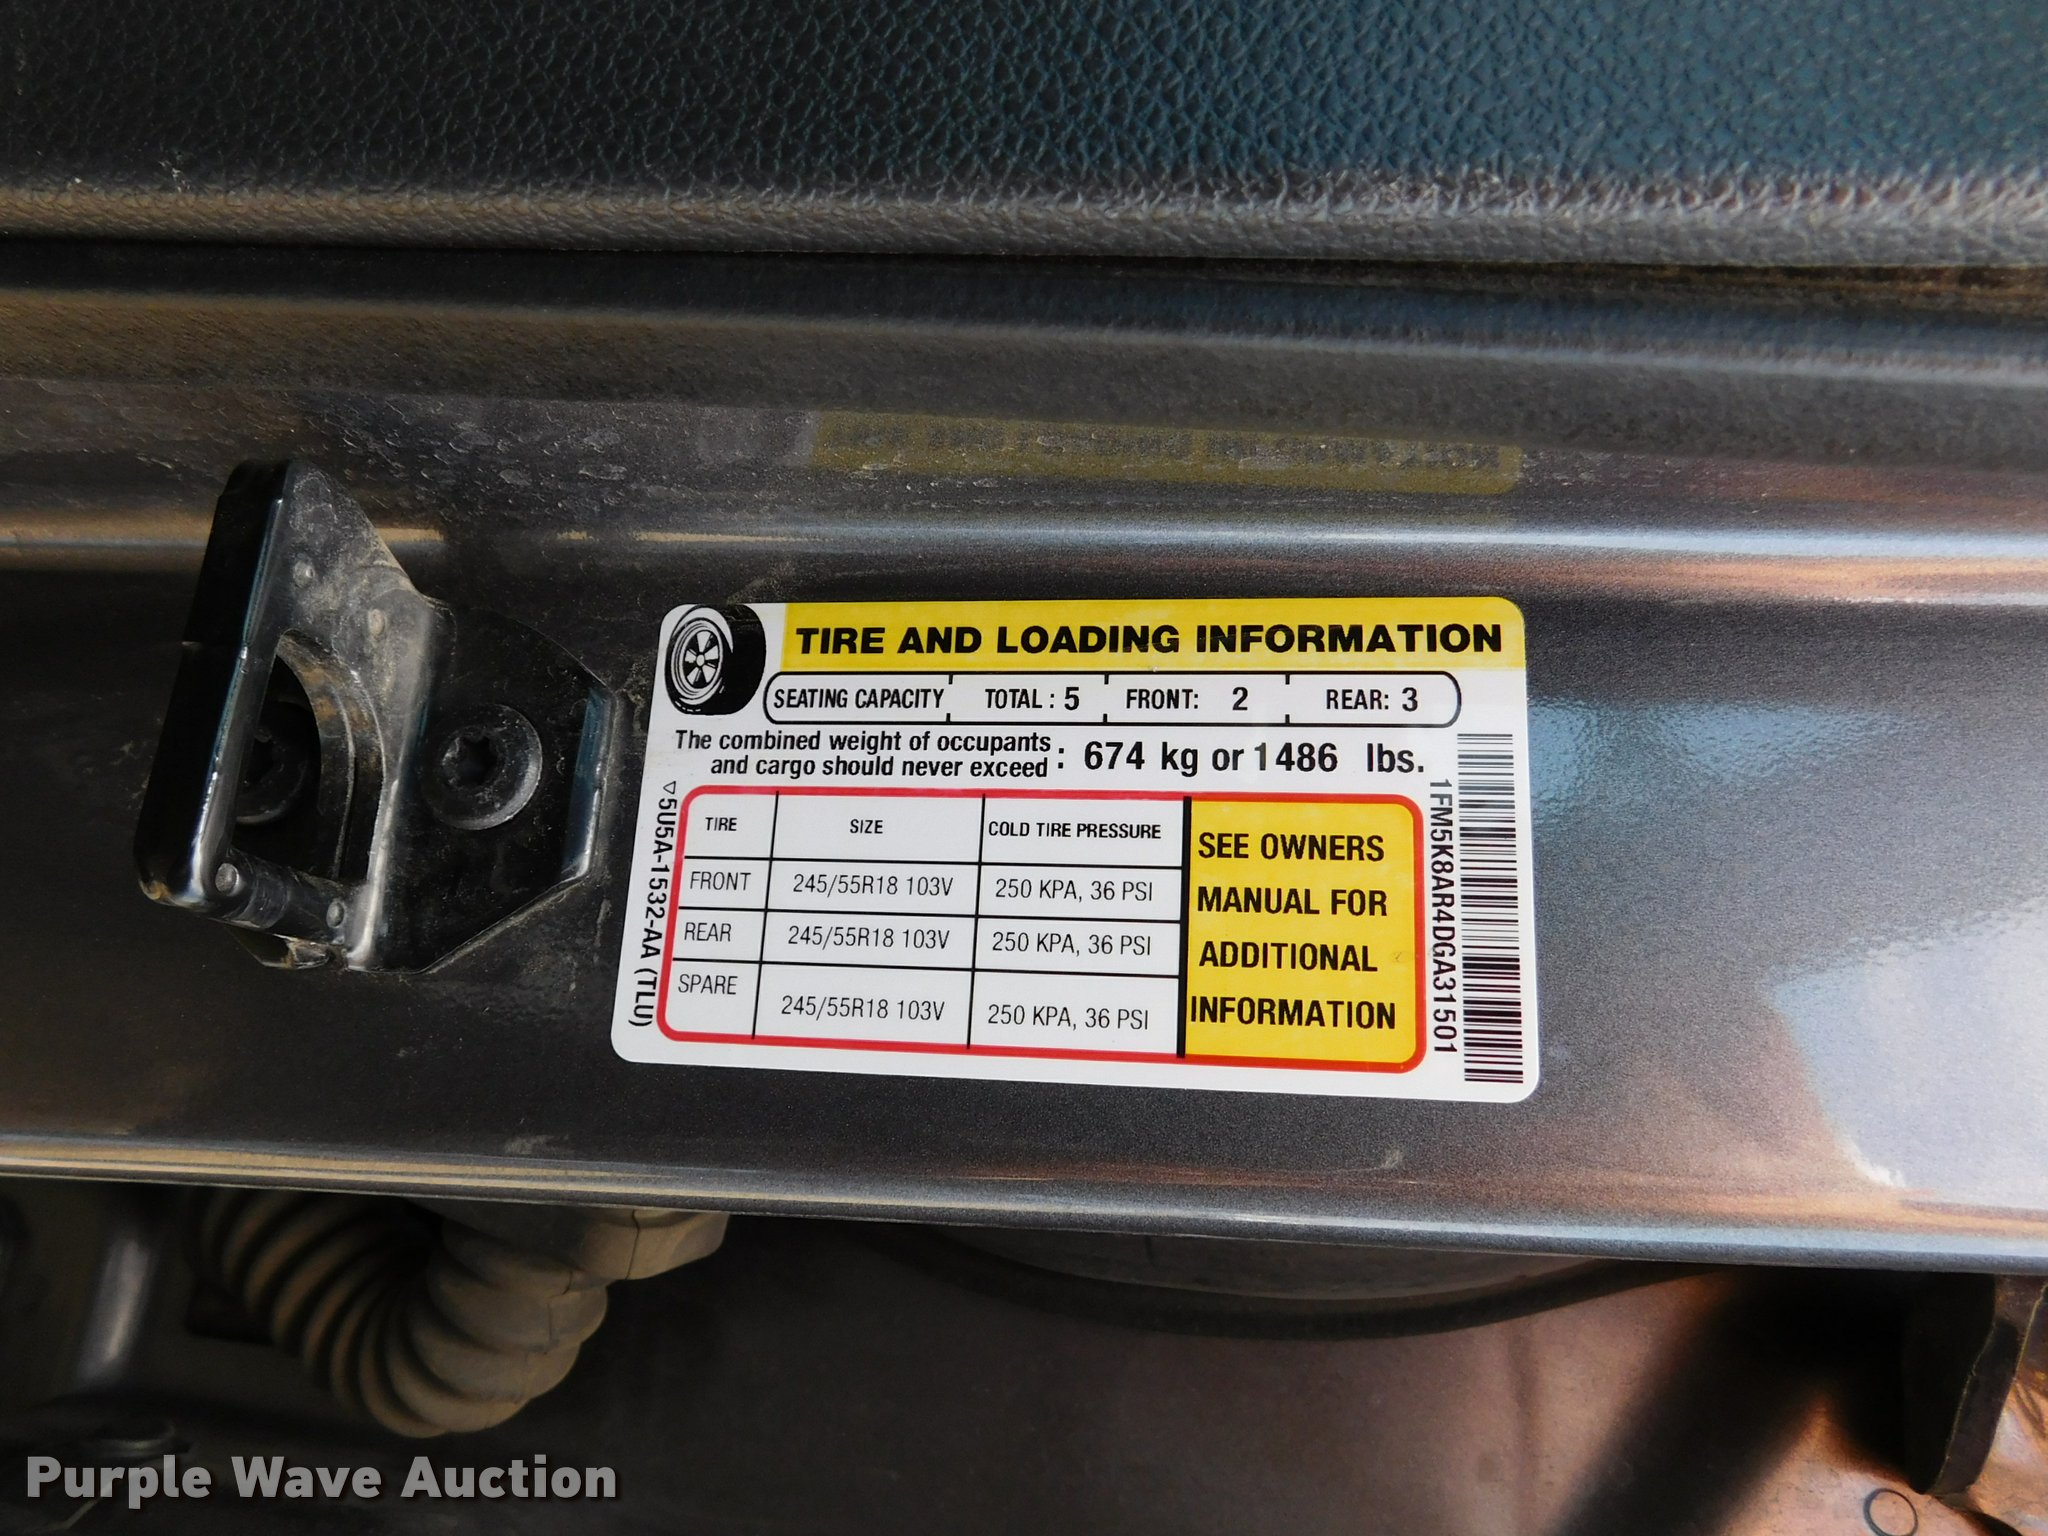 TIRE AND LOADING INFORMATION
SEATING CAPACITY TOTAL : 5 FRONT: 2 REAR: 3
The combined weight of occupants
and cargo should never exceed : 674 kg or 1486 lbs.
TIRE SIZE COLD TIRE PRESSURE
FRONT 245/55R18 103V 250 KPA, 36 PSI
REAR 245/55R18 103V 250 KPA, 36 PSI
SPARE 245/55R18 103V 250 KPA, 36 PSI
SEE OWNERS
MANUAL FOR
ADDITIONAL
INFORMATION
5U5A-1532-AA (TLU)
1FM5K8AR4DGA31501
Purple Wave Auction